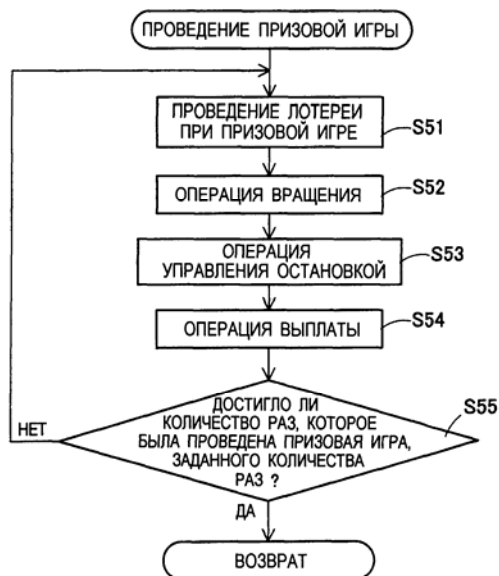 ПРОВЕДЕНИЕ ПРИЗОВОЙ ИГРЫ
ПРОВЕДЕНИЕ ЛОТЕРЕИ
ПРИ ПРИЗОВОЙ ИГРЕ
S51
ОПЕРАЦИЯ ВРАЩЕНИЯ
S52
ОПЕРАЦИЯ
УПРАВЛЕНИЯ ОСТАНОВКОЙ
S53
ОПЕРАЦИЯ ВЫПЛАТЫ
S54
ДОСТИГЛО ЛИ
КОЛИЧЕСТВО РАЗ, КОТОРОЕ
БЫЛА ПРОВЕДЕНА ПРИЗОВАЯ ИГРА,
ЗАДАННОГО КОЛИЧЕСТВА
РАЗ ?
S55
НЕТ
ДА
ВОЗВРАТ